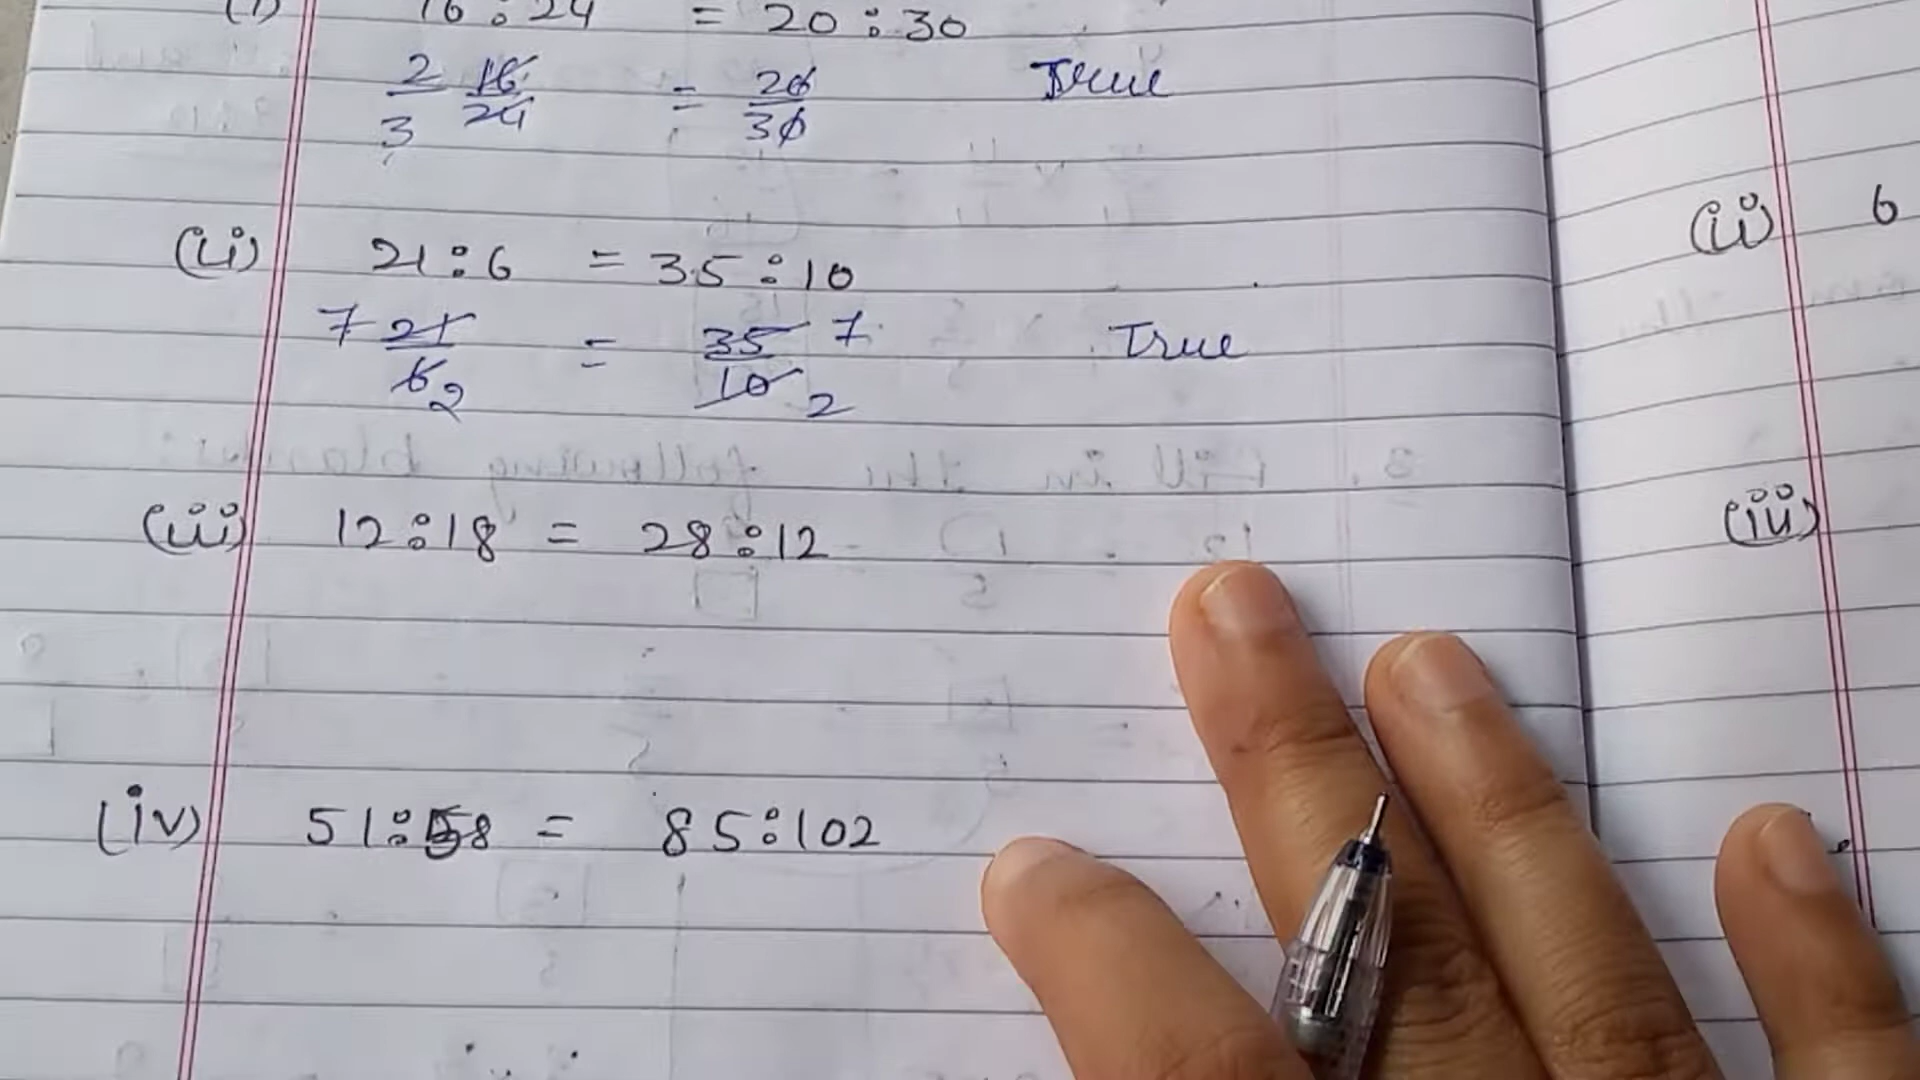 (i) 16 : 24 = 20 : 30
2/3 16/24 = 20/30 True
(ii) 21 : 6 = 35 : 10
7 21/6 2 = 35/10 7 2 True
(iii) 12 : 18 = 28 : 12
(iv) 51 : 58 = 85 : 102
(ii) 6
(iii)